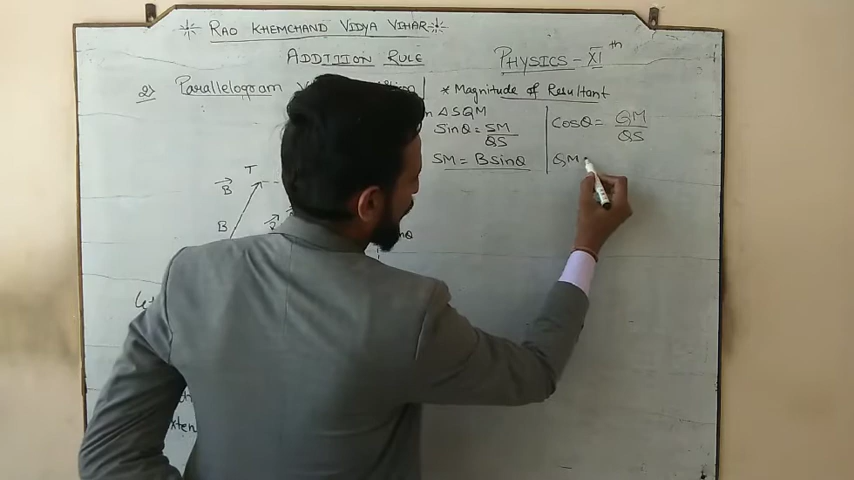 RAO KHEMCHAND VIDYA VIHAR
ADDITION RULE
PHYSICS - XI th
2) Parallelogram
* Magnitude of Resultant
n Δ SQM
Sinθ = SM/QS
SM = B sinθ
Cosθ = QM/QS
QM
T
B
B